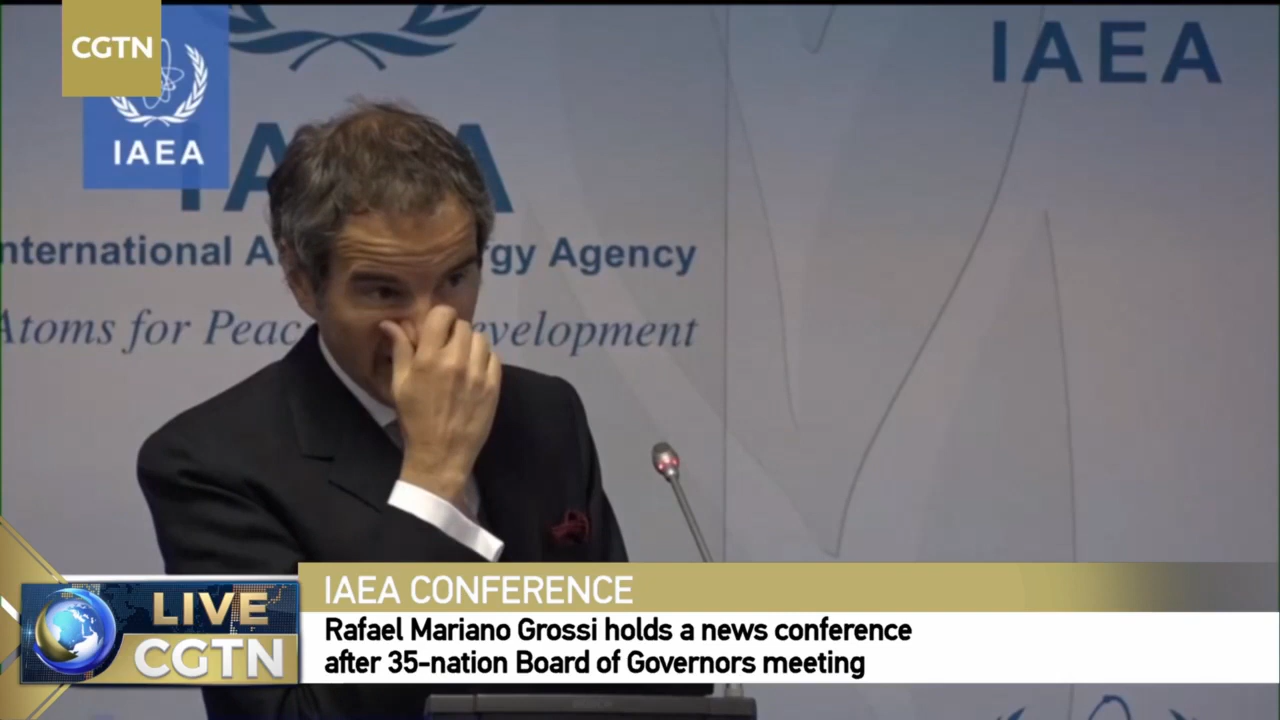 CGTN
IAEA
IAEA
IA A
nternational A gy Agency
Atoms for Peac evelopment
IAEA CONFERENCE
Rafael Mariano Grossi holds a news conference
after 35-nation Board of Governors meeting
LIVE
CGTN